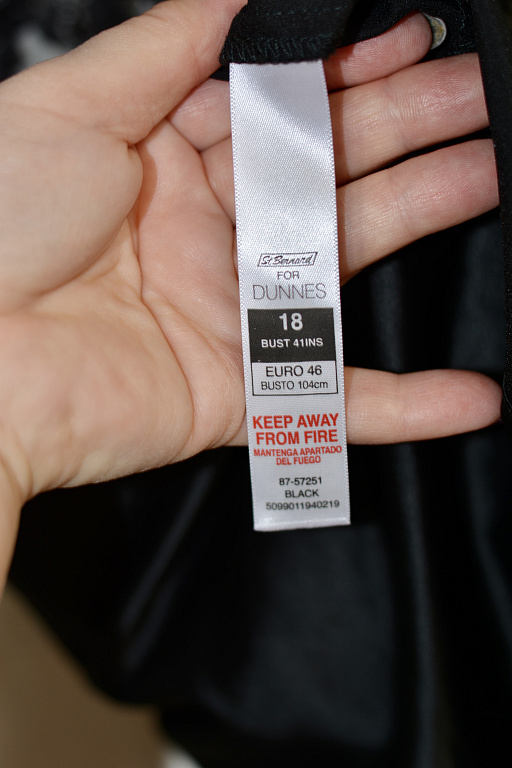 St Bernard
FOR
DUNNES
18
BUST 41INS
EURO 46
BUSTO 104cm
KEEP AWAY
FROM FIRE
MANTENGA APARTADO
DEL FUEGO
87-57251
BLACK
5099011940219